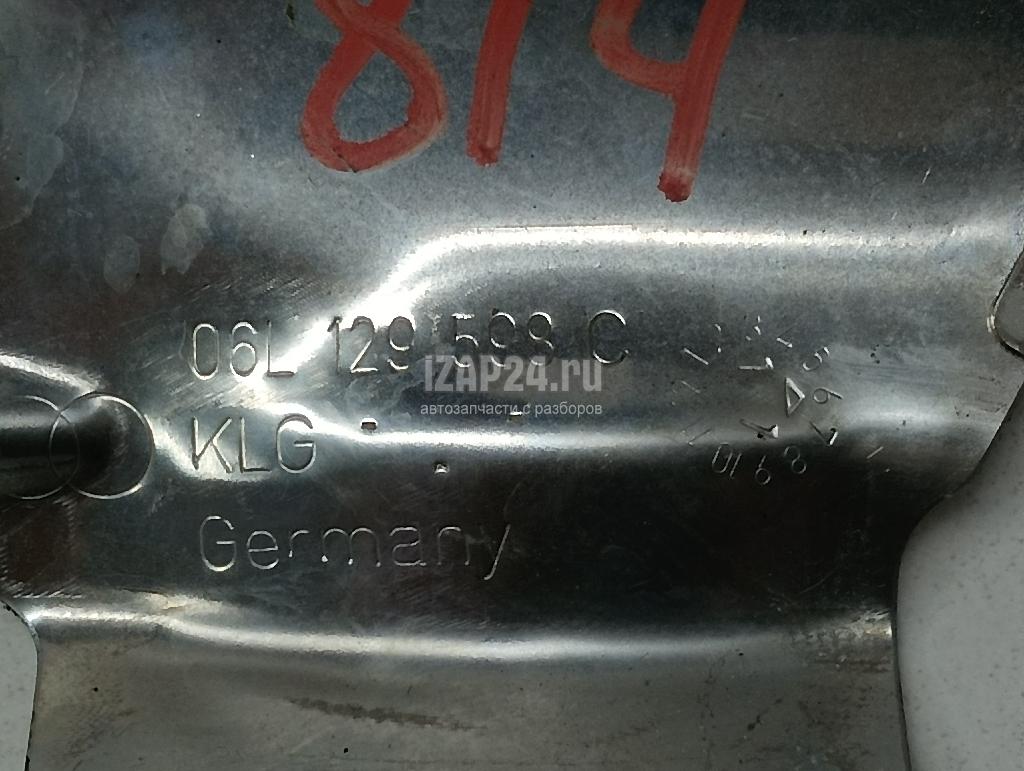 814
06L 129 598 C
iZAP24.ru
автозапчасти с разборов
KLG
Germany